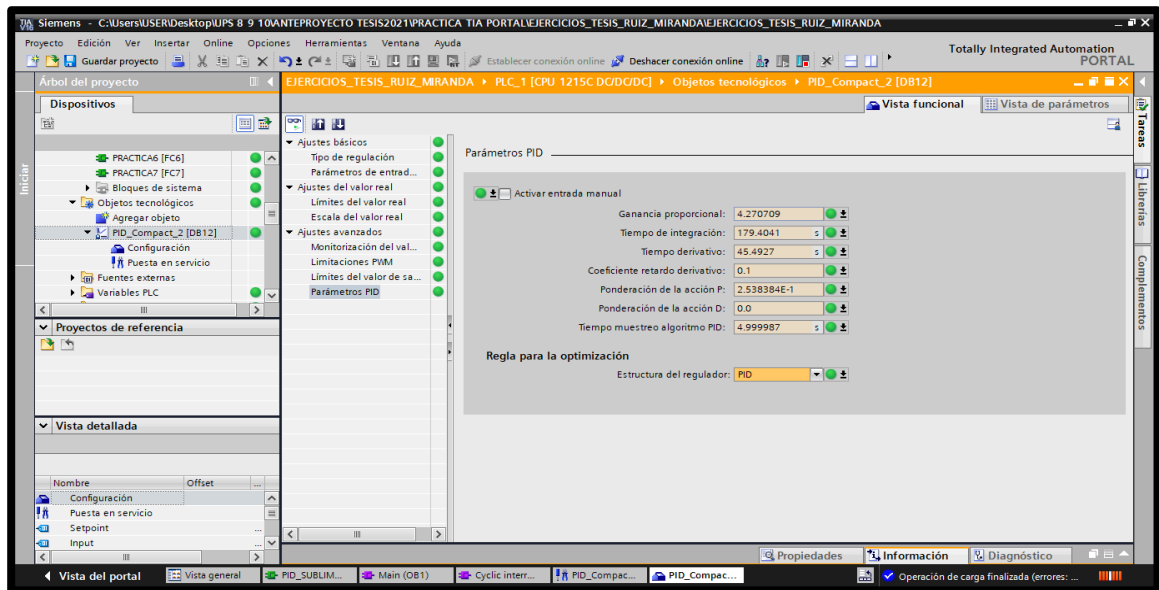 Siemens - C:\Users\USER\Desktop\UPS 8 9 10\ANTEPROYECTO TESIS2021\PRACTICA TIA PORTAL\EJERCICIOS_TESIS_RUIZ_MIRANDA\EJERCICIOS_TESIS_RUIZ_MIRANDA
Proyecto Edición Ver Insertar Online Opciones Herramientas Ventana Ayuda
Totally Integrated Automation
PORTAL
Guardar proyecto Establecer conexión online Deshacer conexión online
Árbol del proyecto
EJERCICIOS_TESIS_RUIZ_MIRANDA PLC_1 [CPU 1215C DC/DC/DC] Objetos tecnológicos PID_Compact_2 [DB12]
Dispositivos
Vista funcional Vista de parámetros
Iniciar
PRACTICA6 [FC6]
PRACTICA7 [FC7]
Bloques de sistema
Objetos tecnológicos
Agregar objeto
PID_Compact_2 [DB12]
Configuración
Puesta en servicio
Fuentes externas
Variables PLC
Proyectos de referencia
Vista detallada
Nombre Offset ...
Configuración
Puesta en servicio
Setpoint ...
Input ...
Ajustes básicos
Tipo de regulación
Parámetros de entrad...
Ajustes del valor real
Límites del valor real
Escala del valor real
Ajustes avanzados
Monitorización del val...
Limitaciones PWM
Límites del valor de sa...
Parámetros PID
Parámetros PID
Activar entrada manual
Ganancia proporcional: 4.270709
Tiempo de integración: 179.4041 s
Tiempo derivativo: 45.4927 s
Coeficiente retardo derivativo: 0.1
Ponderación de la acción P: 2.538384E-1
Ponderación de la acción D: 0.0
Tiempo muestreo algoritmo PID: 4.999987 s
Regla para la optimización
Estructura del regulador: PID
Tareas
Librerías
Complementos
Propiedades Información Diagnóstico
Vista del portal Vista general PID_SUBLIM... Main (OB1) Cyclic interr... PID_Compac... PID_Compac... Operación de carga finalizada (errores: ...